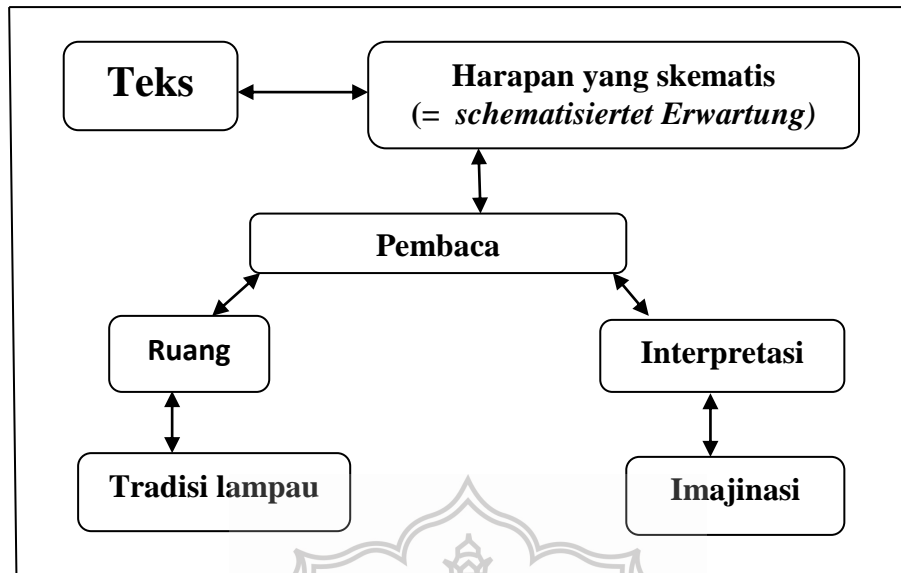 Teks
Harapan yang skematis
(= schematisiertet Erwartung)
Pembaca
Ruang
Interpretasi
Tradisi lampau
Imajinasi